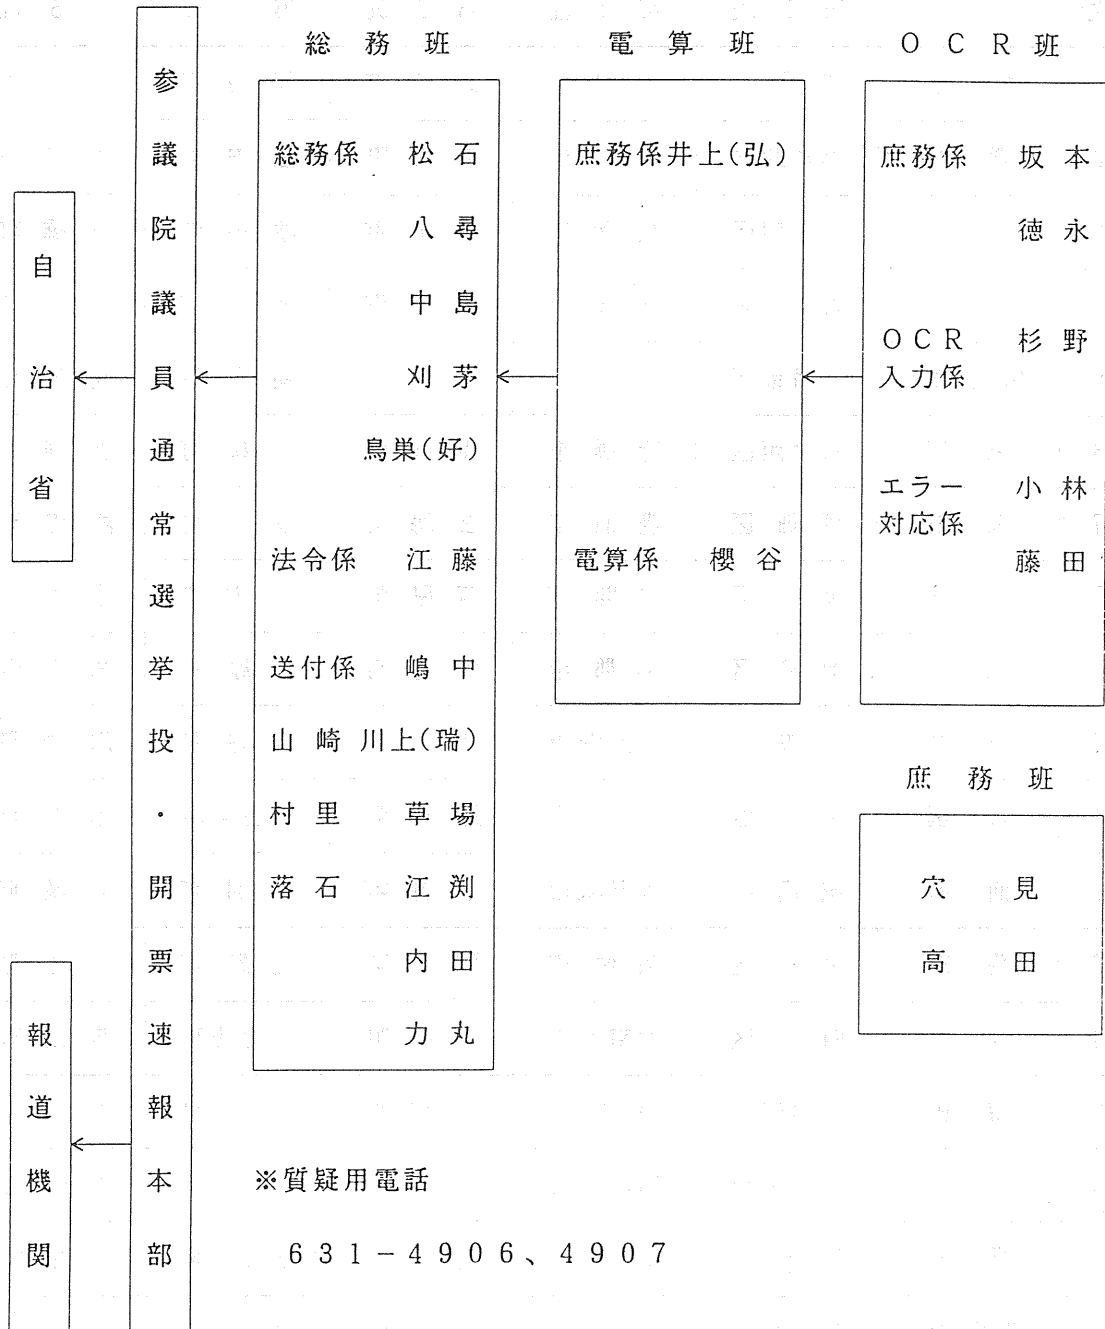 自治省
報道機関
参議院議員通常選挙投・開票速報本部
総務班
総務係 松石
八尋
中島
刈茅
鳥巣(好)
法令係 江藤
送付係 嶋中
山崎 川上(瑞)
村里 草場
落石 江渕
内田
力丸
電算班
庶務係井上(弘)
電算係 櫻谷
OCR班
庶務係 坂本
徳永
OCR 杉野
入力係
エラー 小林
対応係
藤田
庶務班
穴見
高田
※質疑用電話
631-4906、4907